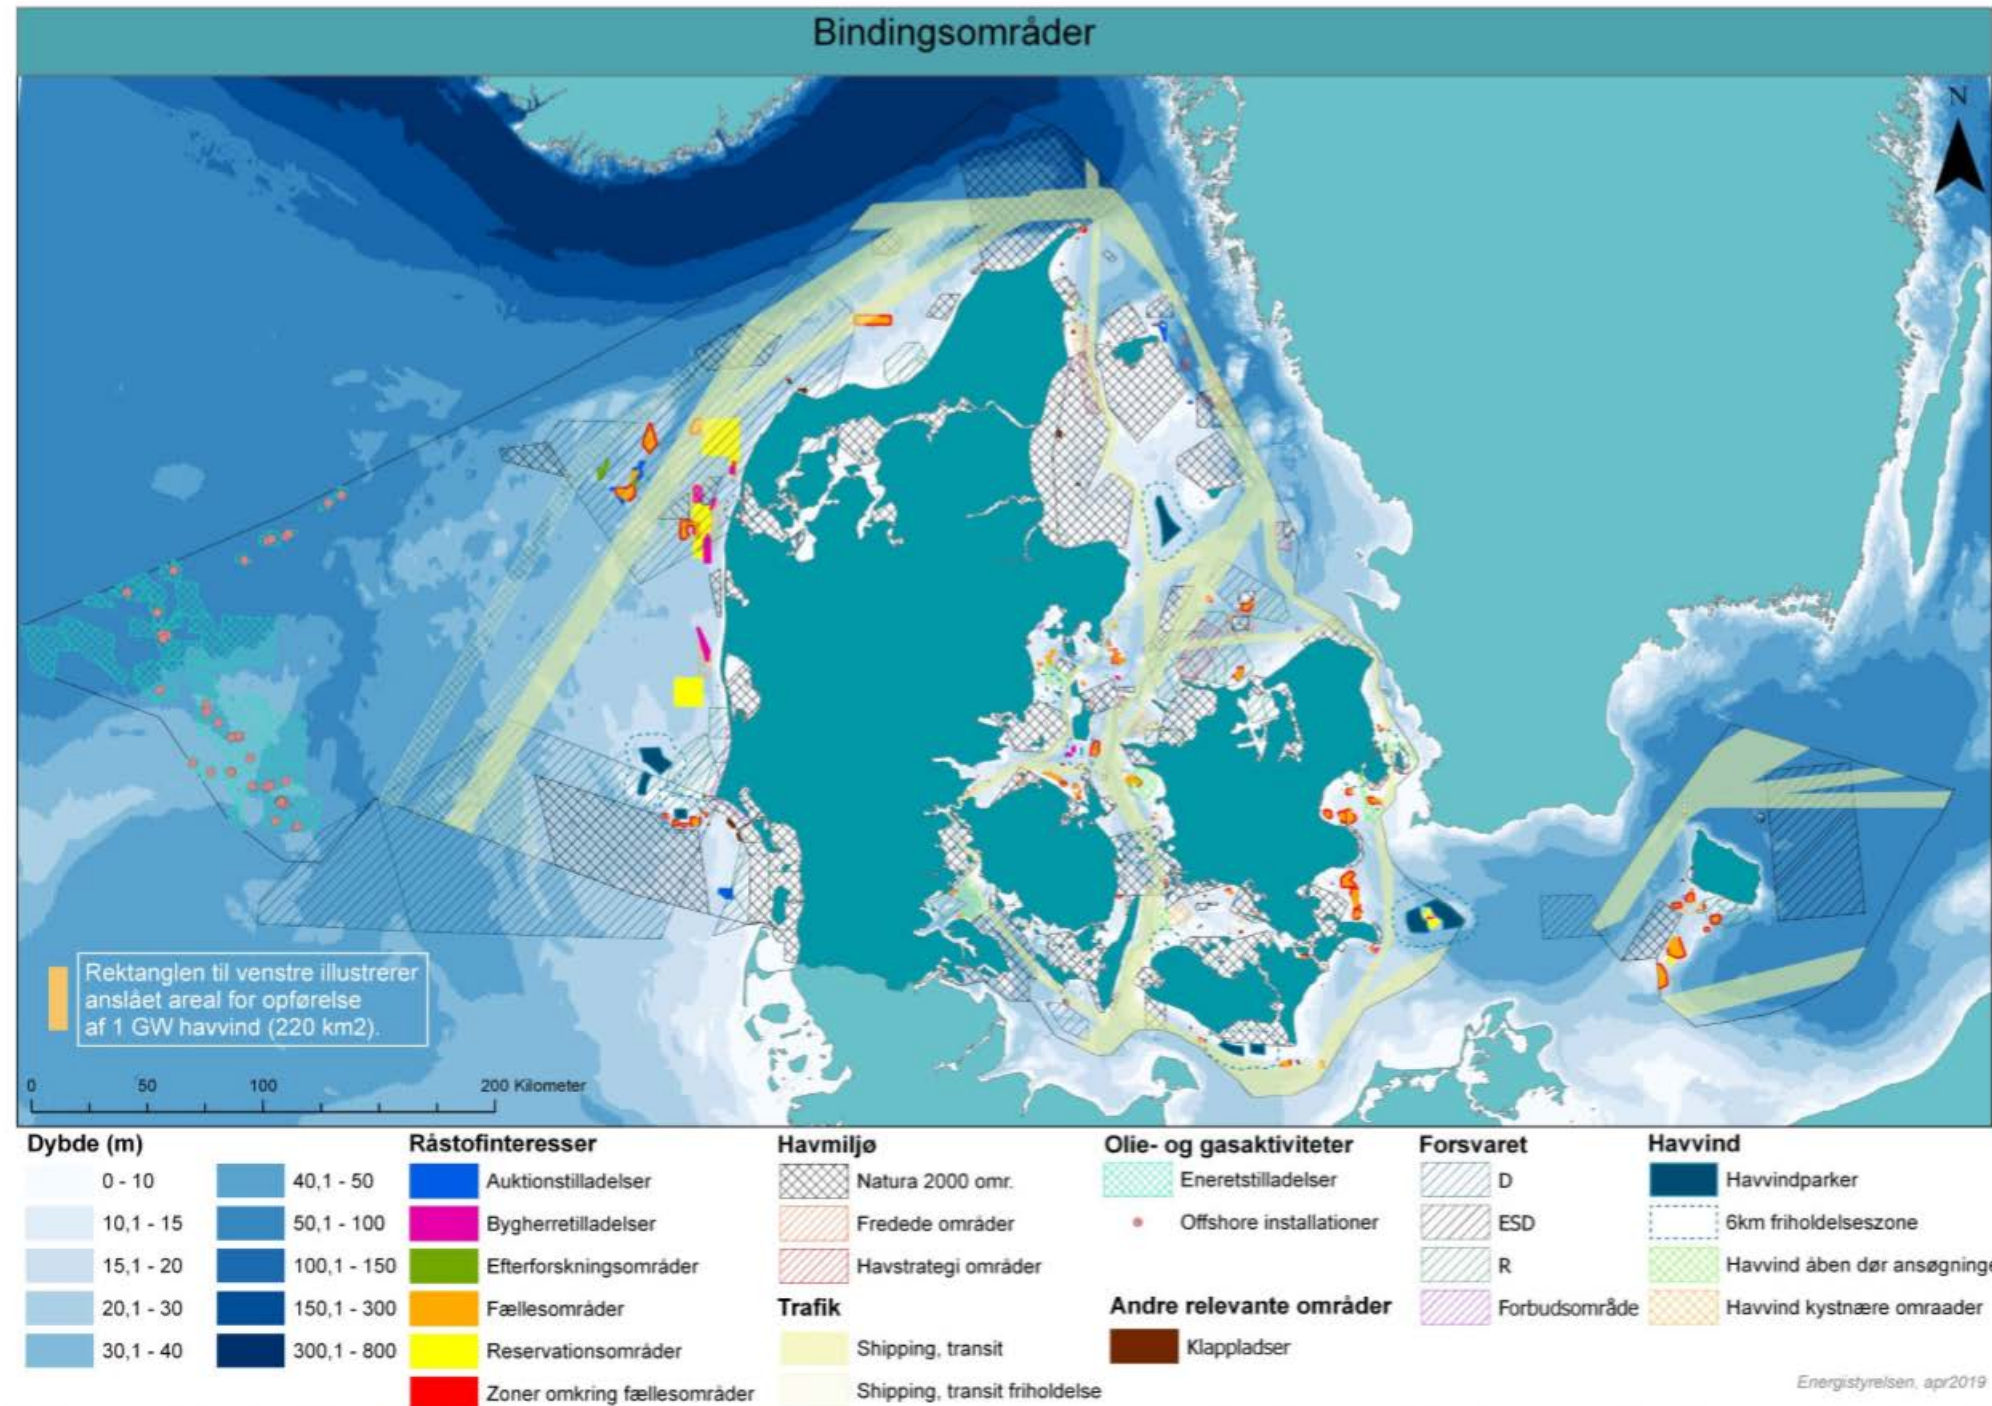 Bindingsområder
N
Rektanglen til venstre illustrerer
anslået areal for opførelse
af 1 GW havvind (220 km2).
0 50 100 200 Kilometer
Dybde (m)
0 - 10
10,1 - 15
15,1 - 20
20,1 - 30
30,1 - 40
40,1 - 50
50,1 - 100
100,1 - 150
150,1 - 300
300,1 - 800
Råstofinteresser
Auktionstilladelser
Bygherretilladelser
Efterforskningsområder
Fællesområder
Reservationsområder
Zoner omkring fællesområder
Havmiljø
Natura 2000 omr.
Fredede områder
Havstrategi områder
Trafik
Shipping, transit
Shipping, transit friholdelse
Olie- og gasaktiviteter
Eneretstilladelser
Offshore installationer
Andre relevante områder
Klappladser
Forsvaret
D
ESD
R
Forbudsområde
Havvind
Havvindparker
6km friholdelseszone
Havvind åben dør ansøgninge
Havvind kystnære omraader
Energistyrelsen, apr2019